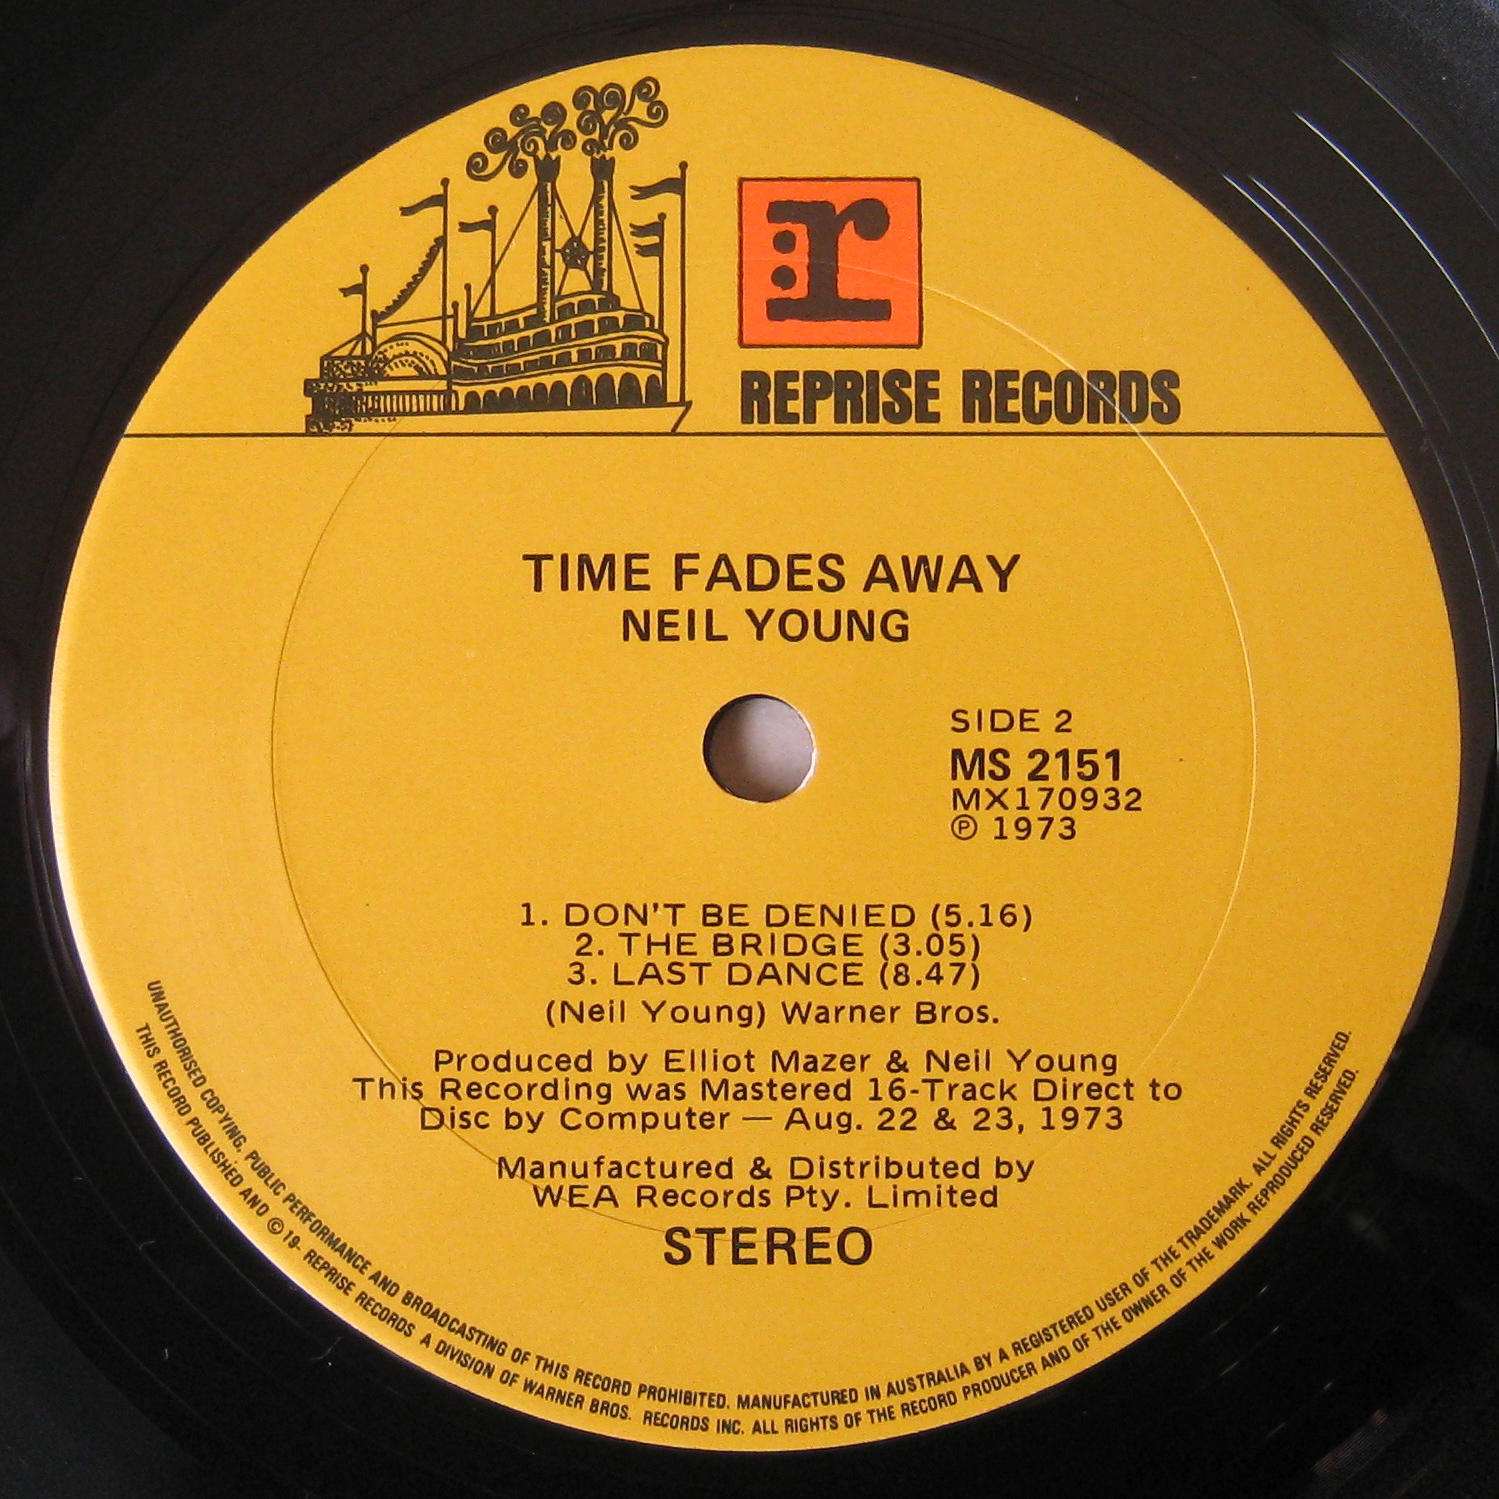 r
REPRISE RECORDS
TIME FADES AWAY
NEIL YOUNG
SIDE 2
MS 2151
MX170932
℗ 1973
1. DON'T BE DENIED (5.16)
2. THE BRIDGE (3.05)
3. LAST DANCE (8.47)
(Neil Young) Warner Bros.
Produced by Elliot Mazer & Neil Young
This Recording was Mastered 16-Track Direct to
Disc by Computer — Aug. 22 & 23, 1973
Manufactured & Distributed by
WEA Records Pty. Limited
STEREO
UNAUTHORISED COPYING, PUBLIC PERFORMANCE AND BROADCASTING OF THIS RECORD PROHIBITED. MANUFACTURED IN AUSTRALIA BY A REGISTERED USER OF THE TRADEMARK. ALL RIGHTS RESERVED.
THIS RECORD PUBLISHED AND ©19- REPRISE RECORDS A DIVISION OF WARNER BROS. RECORDS INC. ALL RIGHTS OF THE RECORD PRODUCER AND OF THE OWNER OF THE WORK REPRODUCED RESERVED.